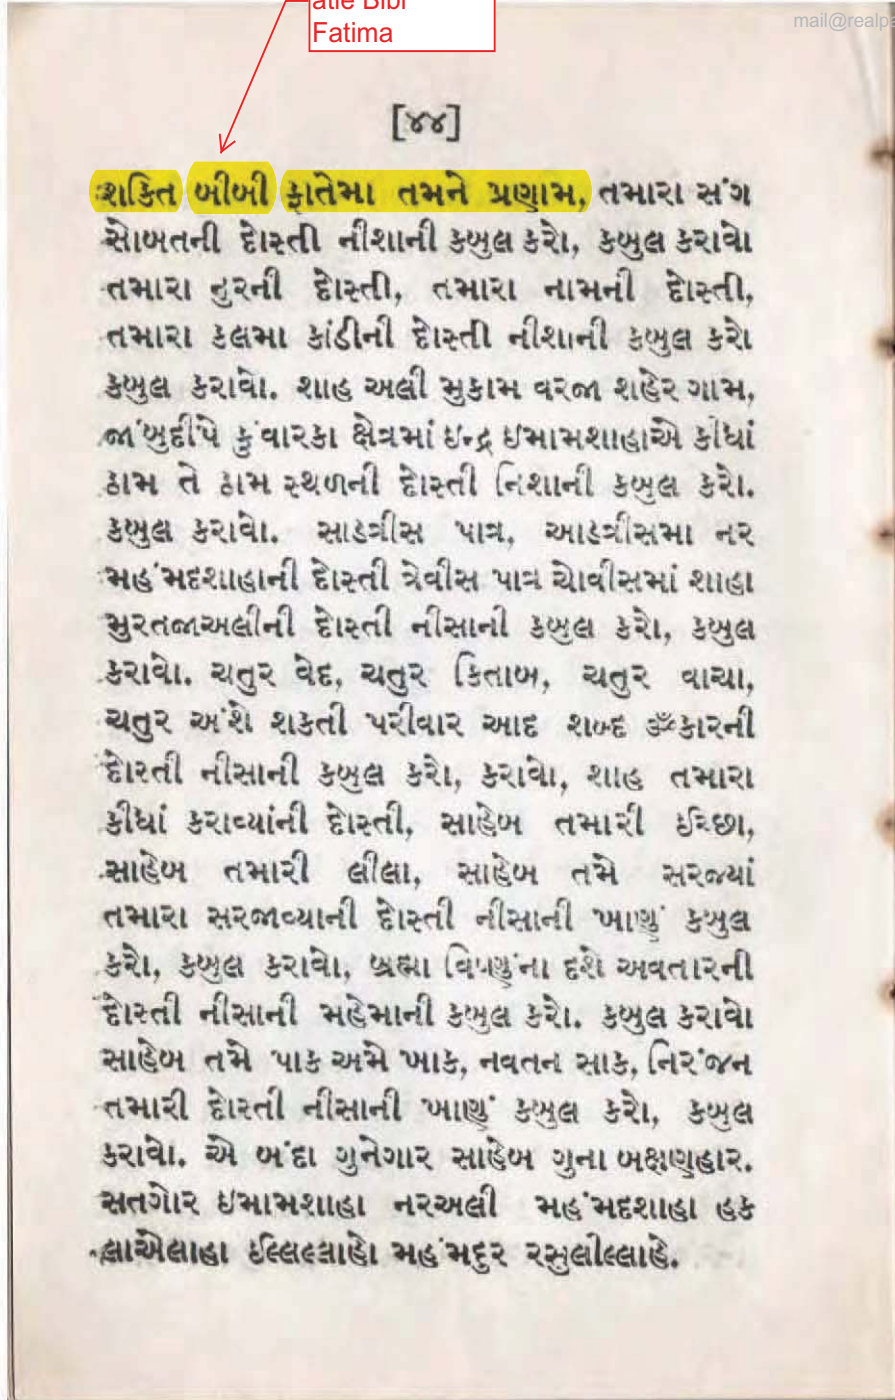 atie Bibi
Fatima
mail@realpa
[૪૪]
શક્તિ બીબી ફાતેમા તમને પ્રણામ, તમારા સંગ
સોબતની દોસ્તી નીશાની કબુલ કરો, કબુલ કરાવો
તમારા નુરની દોસ્તી, તમારા નામની દોસ્તી,
તમારા કલમા કાંઠીની દોસ્તી નીશાની કબુલ કરો
કબુલ કરાવો. શાહ અલી મુકામ વરજા શહેર ગામ,
જાંબુદીપે કુંવારકા ક્ષેત્રમાં ઇન્દ્ર ઇમામશાહાએ કીધાં
ઠામ તે ઠામ સ્થળની દોસ્તી નિશાની કબુલ કરો.
કબુલ કરાવો. સાડત્રીસ પાત્ર, આડત્રીસમા નર
મહંમદશાહાની દોસ્તી ત્રેવીસ પાત્ર ચોવીસમાં શાહા
મુરતજાઅલીની દોસ્તી નીસાની કબુલ કરો, કબુલ
કરાવો. ચતુર વેદ, ચતુર કિતાબ, ચતુર વાચા,
ચતુર અંશે શકતી પરીવાર આદ શબ્દ ૐકારની
દોસ્તી નીસાની કબુલ કરો, કરાવો, શાહ તમારા
કીધાં કરાવ્યાંની દોસ્તી, સાહેબ તમારી ઈચ્છા,
સાહેબ તમારી લીલા, સાહેબ તમે સરજ્યાં
તમારા સરજાવ્યાની દોસ્તી નીસાની ખાણું કબુલ
કરો, કબુલ કરાવો, બ્રહ્મા વિષ્ણુંના દશે અવતારની
દોસ્તી નીસાની મહેમાની કબુલ કરો. કબુલ કરાવો
સાહેબ તમે પાક અમે ખાક, નવતન સાક, નિરંજન
તમારી દોસ્તી નીસાની ખાણું કબુલ કરો, કબુલ
કરાવો. એ બંદા ગુનેગાર સાહેબ ગુના બક્ષણહાર.
સતગોર ઇમામશાહા નરઅલી મહંમદશાહા હક
લાએલાહા ઈલ્લિલ્લાહો મહંમદુર રસુલીલ્લાહે.